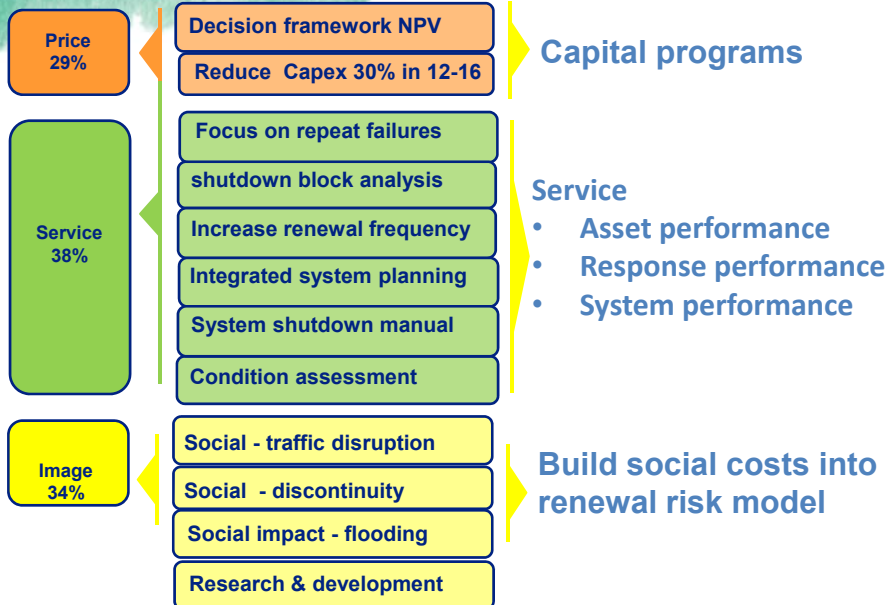 Price
29%
Decision framework NPV
Reduce Capex 30% in 12-16
Capital programs
Service
38%
Focus on repeat failures
shutdown block analysis
Increase renewal frequency
Integrated system planning
System shutdown manual
Condition assessment
Service
• Asset performance
• Response performance
• System performance
Image
34%
Social - traffic disruption
Social - discontinuity
Social impact - flooding
Research & development
Build social costs into
renewal risk model